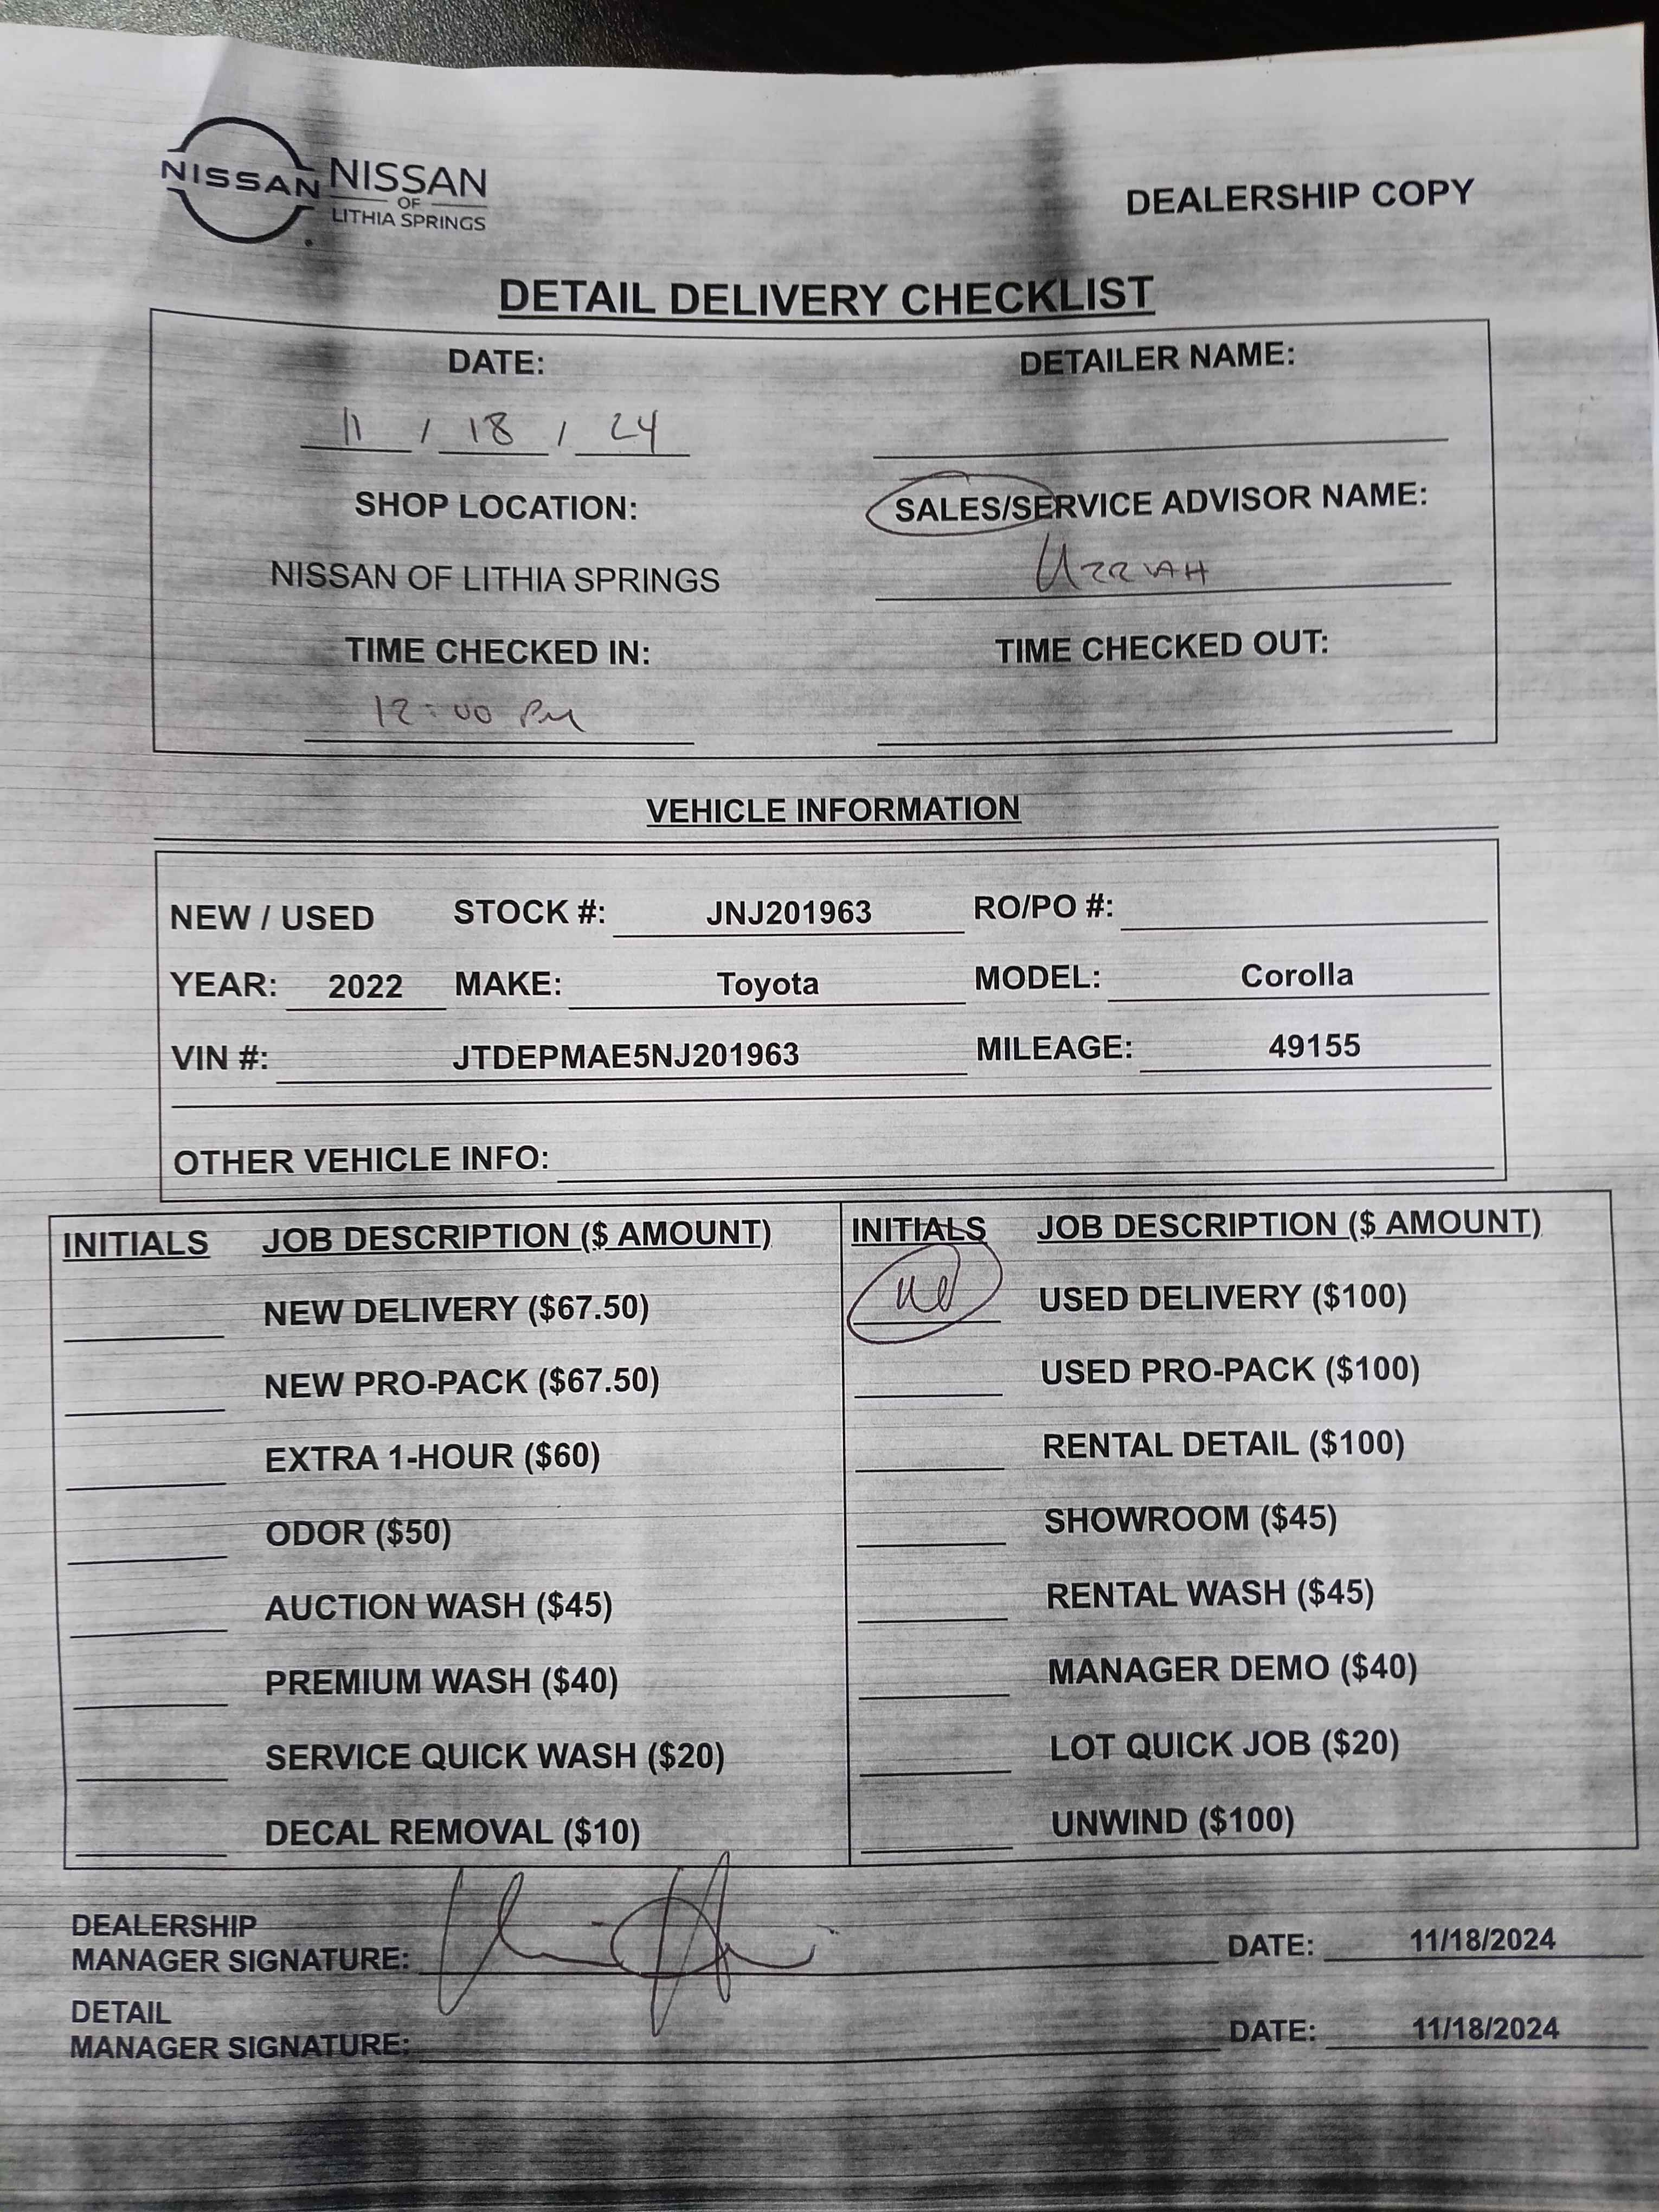 NISSAN NISSAN
OF
LITHIA SPRINGS
DEALERSHIP COPY
DETAIL DELIVERY CHECKLIST
DATE: DETAILER NAME:
11 / 18 / 24
SHOP LOCATION: SALES/SERVICE ADVISOR NAME:
NISSAN OF LITHIA SPRINGS
TIME CHECKED IN: TIME CHECKED OUT:
12:00 PM
VEHICLE INFORMATION
NEW / USED STOCK #: JNJ201963 RO/PO #:
YEAR: 2022 MAKE: Toyota MODEL: Corolla
VIN #: JTDEPMAE5NJ201963 MILEAGE: 49155
OTHER VEHICLE INFO:
INITIALS JOB DESCRIPTION ($ AMOUNT) INITIALS JOB DESCRIPTION ($ AMOUNT)
NEW DELIVERY ($67.50) USED DELIVERY ($100)
NEW PRO-PACK ($67.50) USED PRO-PACK ($100)
EXTRA 1-HOUR ($60) RENTAL DETAIL ($100)
ODOR ($50) SHOWROOM ($45)
AUCTION WASH ($45) RENTAL WASH ($45)
PREMIUM WASH ($40) MANAGER DEMO ($40)
SERVICE QUICK WASH ($20) LOT QUICK JOB ($20)
DECAL REMOVAL ($10) UNWIND ($100)
DEALERSHIP
MANAGER SIGNATURE: DATE: 11/18/2024
DETAIL
MANAGER SIGNATURE: DATE: 11/18/2024